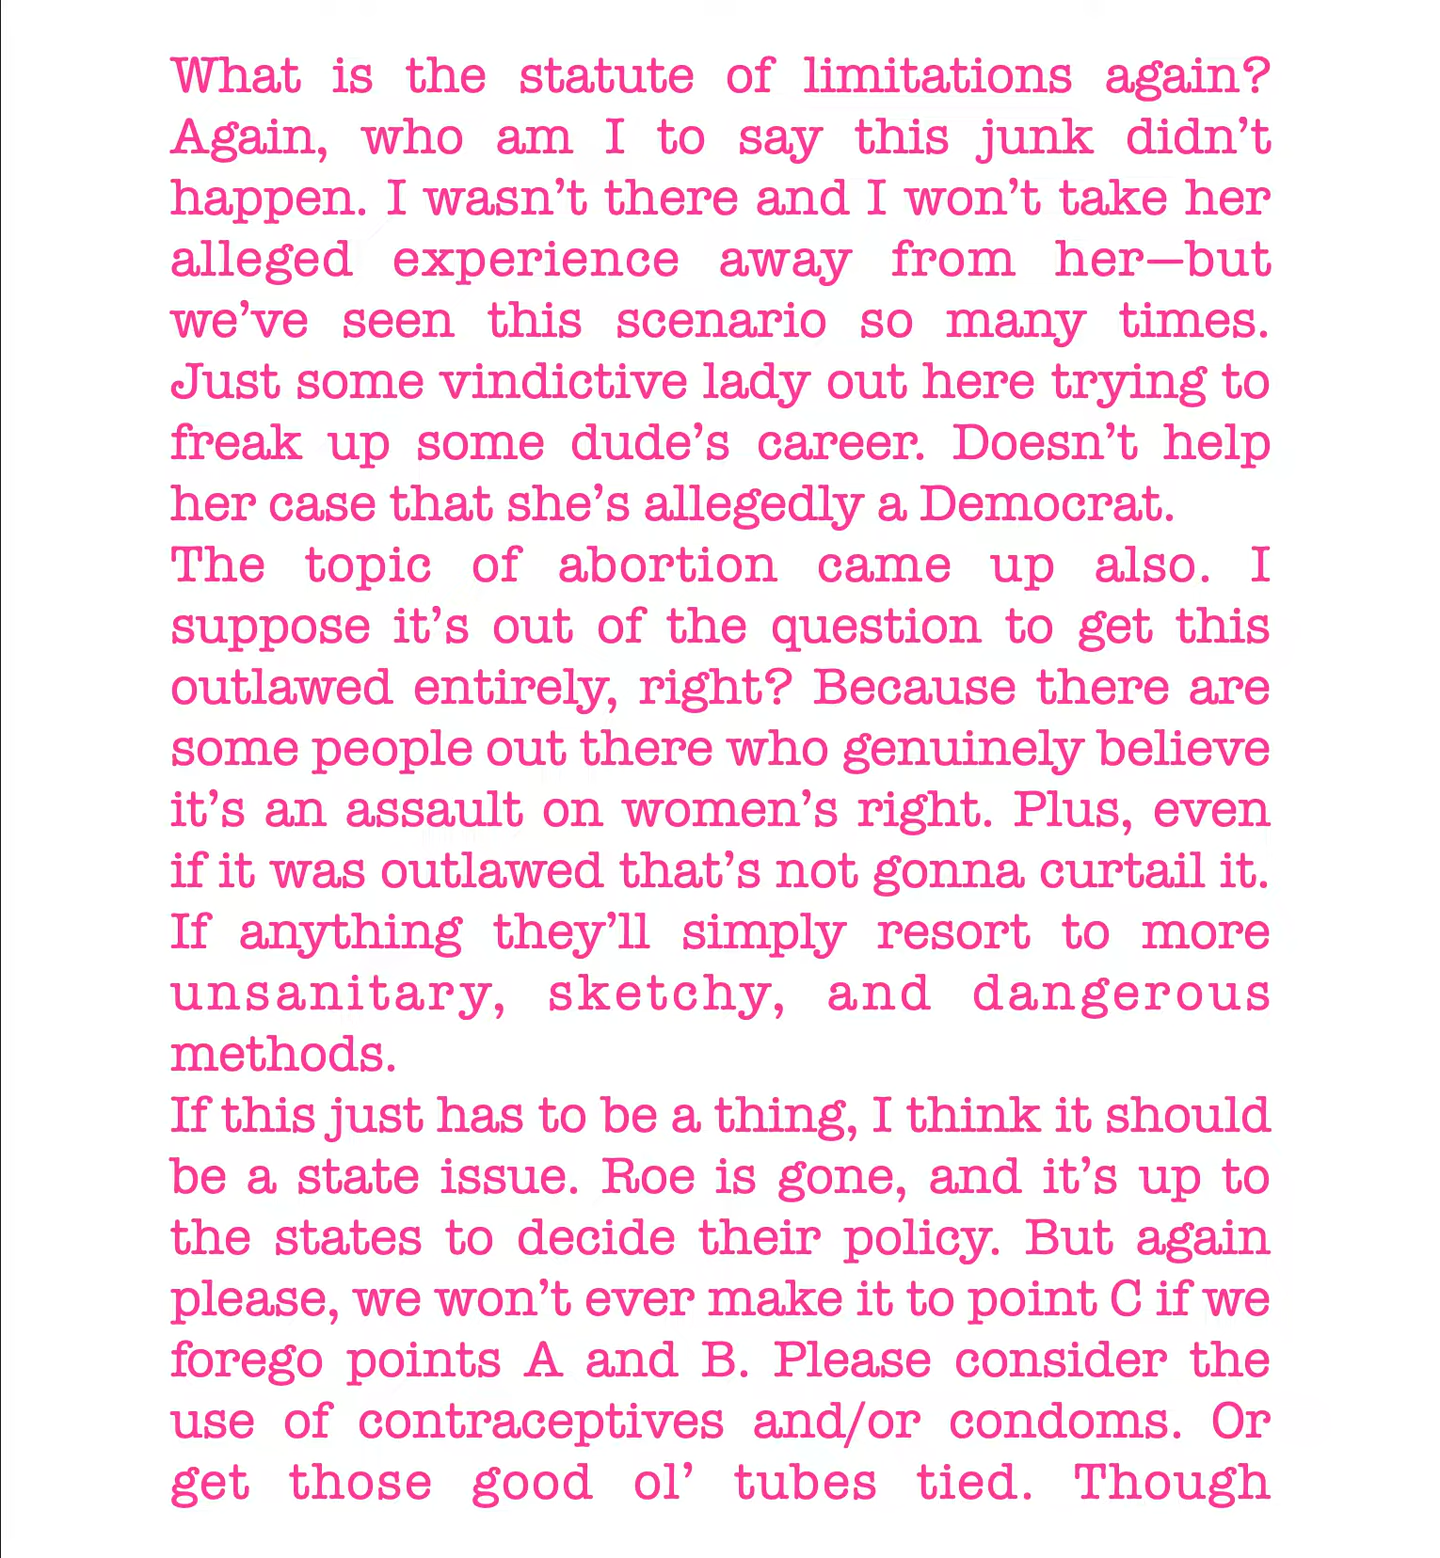 What is the statute of limitations again?
Again, who am I to say this junk didn’t
happen. I wasn’t there and I won’t take her
alleged experience away from her—but
we’ve seen this scenario so many times.
Just some vindictive lady out here trying to
freak up some dude’s career. Doesn’t help
her case that she’s allegedly a Democrat.
The topic of abortion came up also. I
suppose it’s out of the question to get this
outlawed entirely, right? Because there are
some people out there who genuinely believe
it’s an assault on women’s right. Plus, even
if it was outlawed that’s not gonna curtail it.
If anything they’ll simply resort to more
unsanitary, sketchy, and dangerous
methods.
If this just has to be a thing, I think it should
be a state issue. Roe is gone, and it’s up to
the states to decide their policy. But again
please, we won’t ever make it to point C if we
forego points A and B. Please consider the
use of contraceptives and/or condoms. Or
get those good ol’ tubes tied. Though